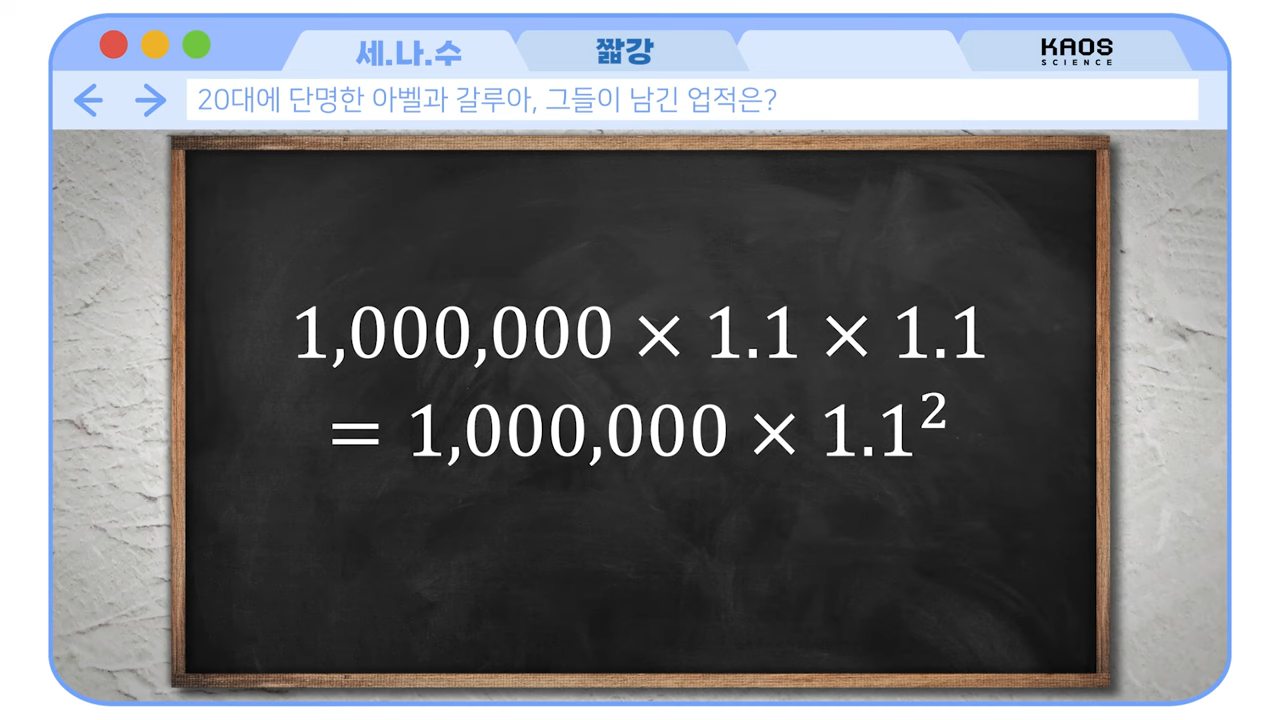 세.나.수
짧강
KAOS
SCIENCE
20대에 단명한 아벨과 갈루아, 그들이 남긴 업적은?
1,000,000 × 1.1 × 1.1
= 1,000,000 × 1.1²